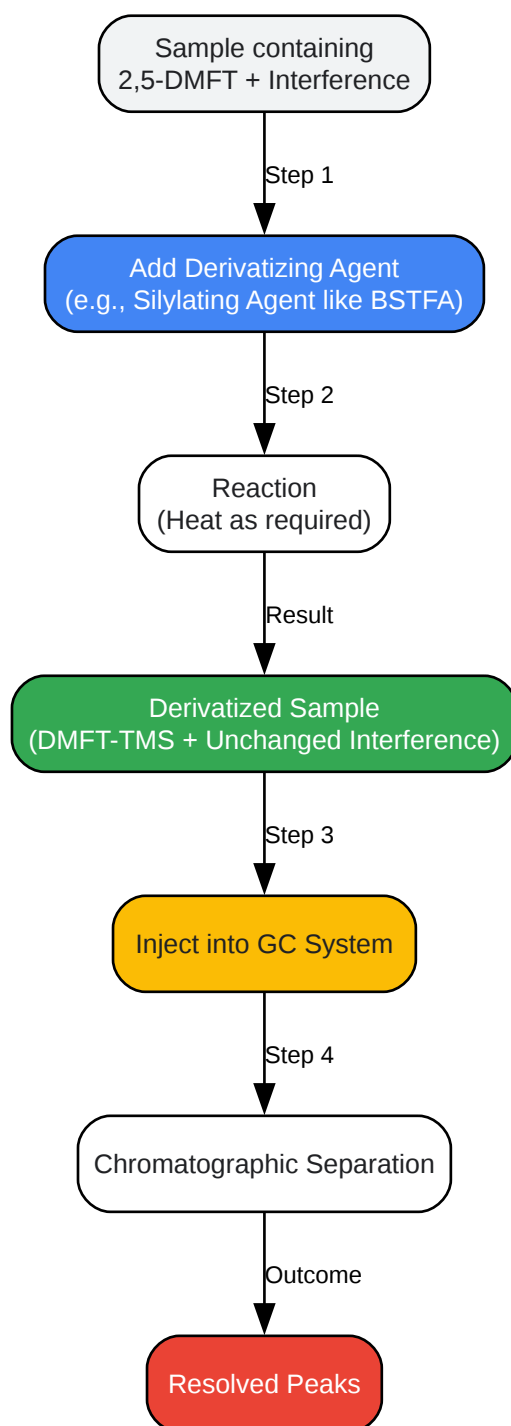 Sample containing
2,5-DMFT + Interference
Step 1
Add Derivatizing Agent
(e.g., Silylating Agent like BSTFA)
Step 2
Reaction
(Heat as required)
Result
Derivatized Sample
(DMFT-TMS + Unchanged Interference)
Step 3
Inject into GC System
Step 4
Chromatographic Separation
Outcome
Resolved Peaks